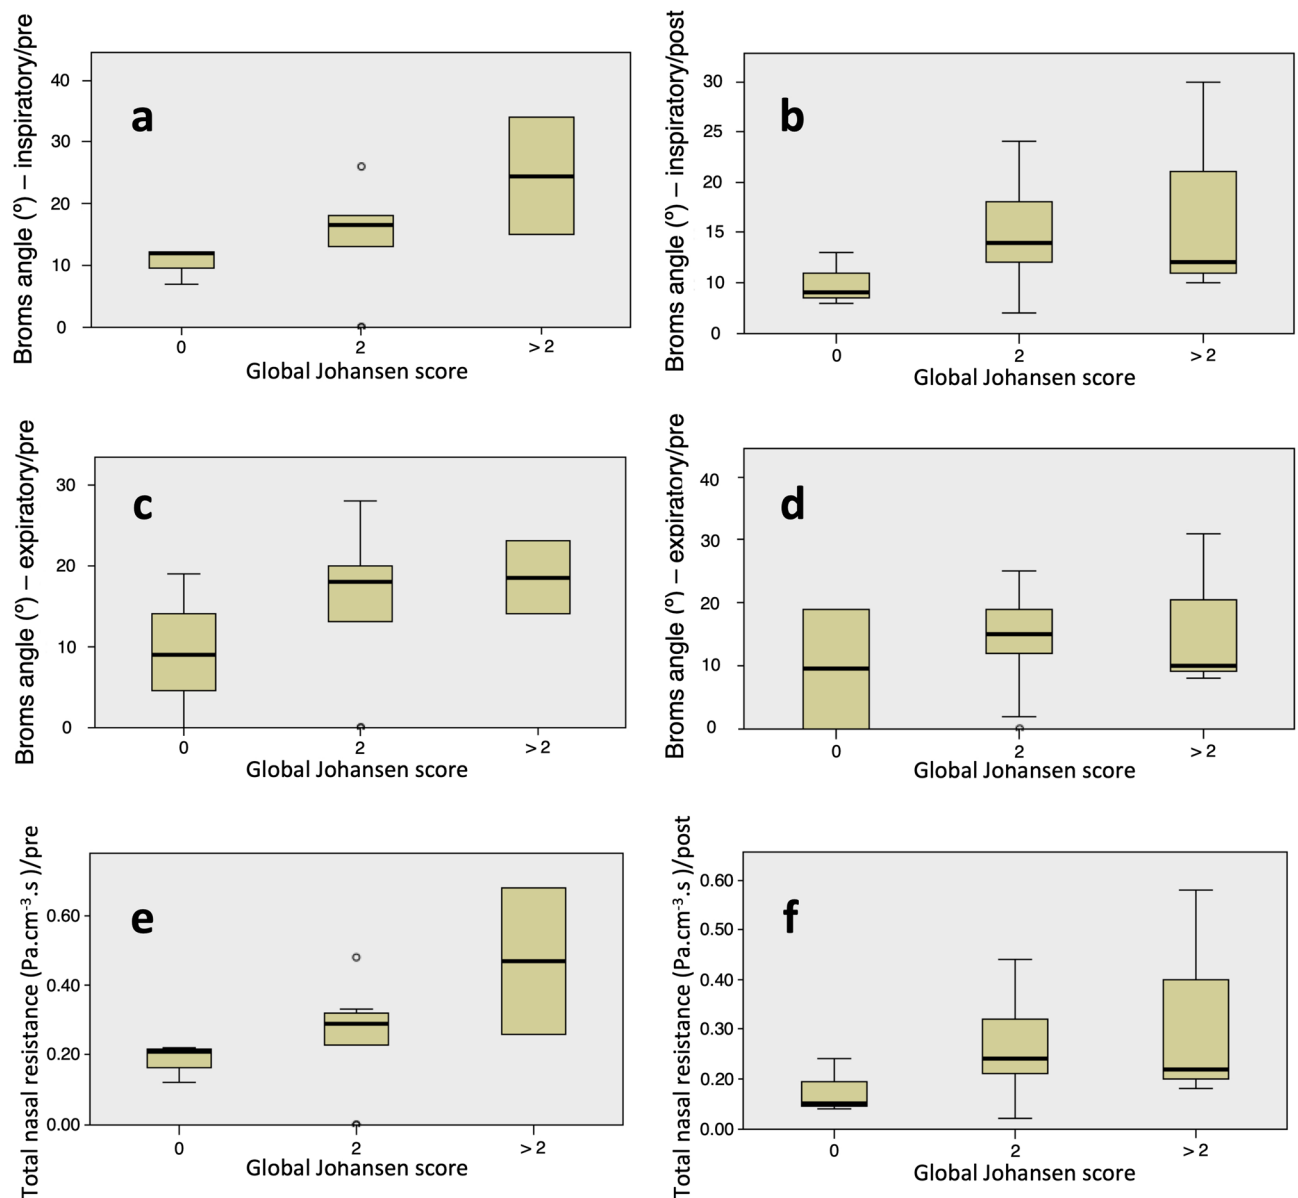 Broms angle (º) – inspiratory/pre
a
40
30
20
10
0
0 2 > 2
Global Johansen score
Broms angle (º) – inspiratory/post
b
30
25
20
15
10
0
0 2 > 2
Global Johansen score
Broms angle (º) – expiratory/pre
c
30
20
10
0
0 2 > 2
Global Johansen score
Broms angle (º) – expiratory/pre
d
40
30
20
10
0
0 2 > 2
Global Johansen score
Total nasal resistance (Pa.cm⁻³.s )/pre
e
0.60
0.40
0.20
0.00
0 2 > 2
Global Johansen score
Total nasal resistance (Pa.cm⁻³.s )/post
f
0.60
0.50
0.40
0.30
0.20
0.00
0 2 > 2
Global Johansen score